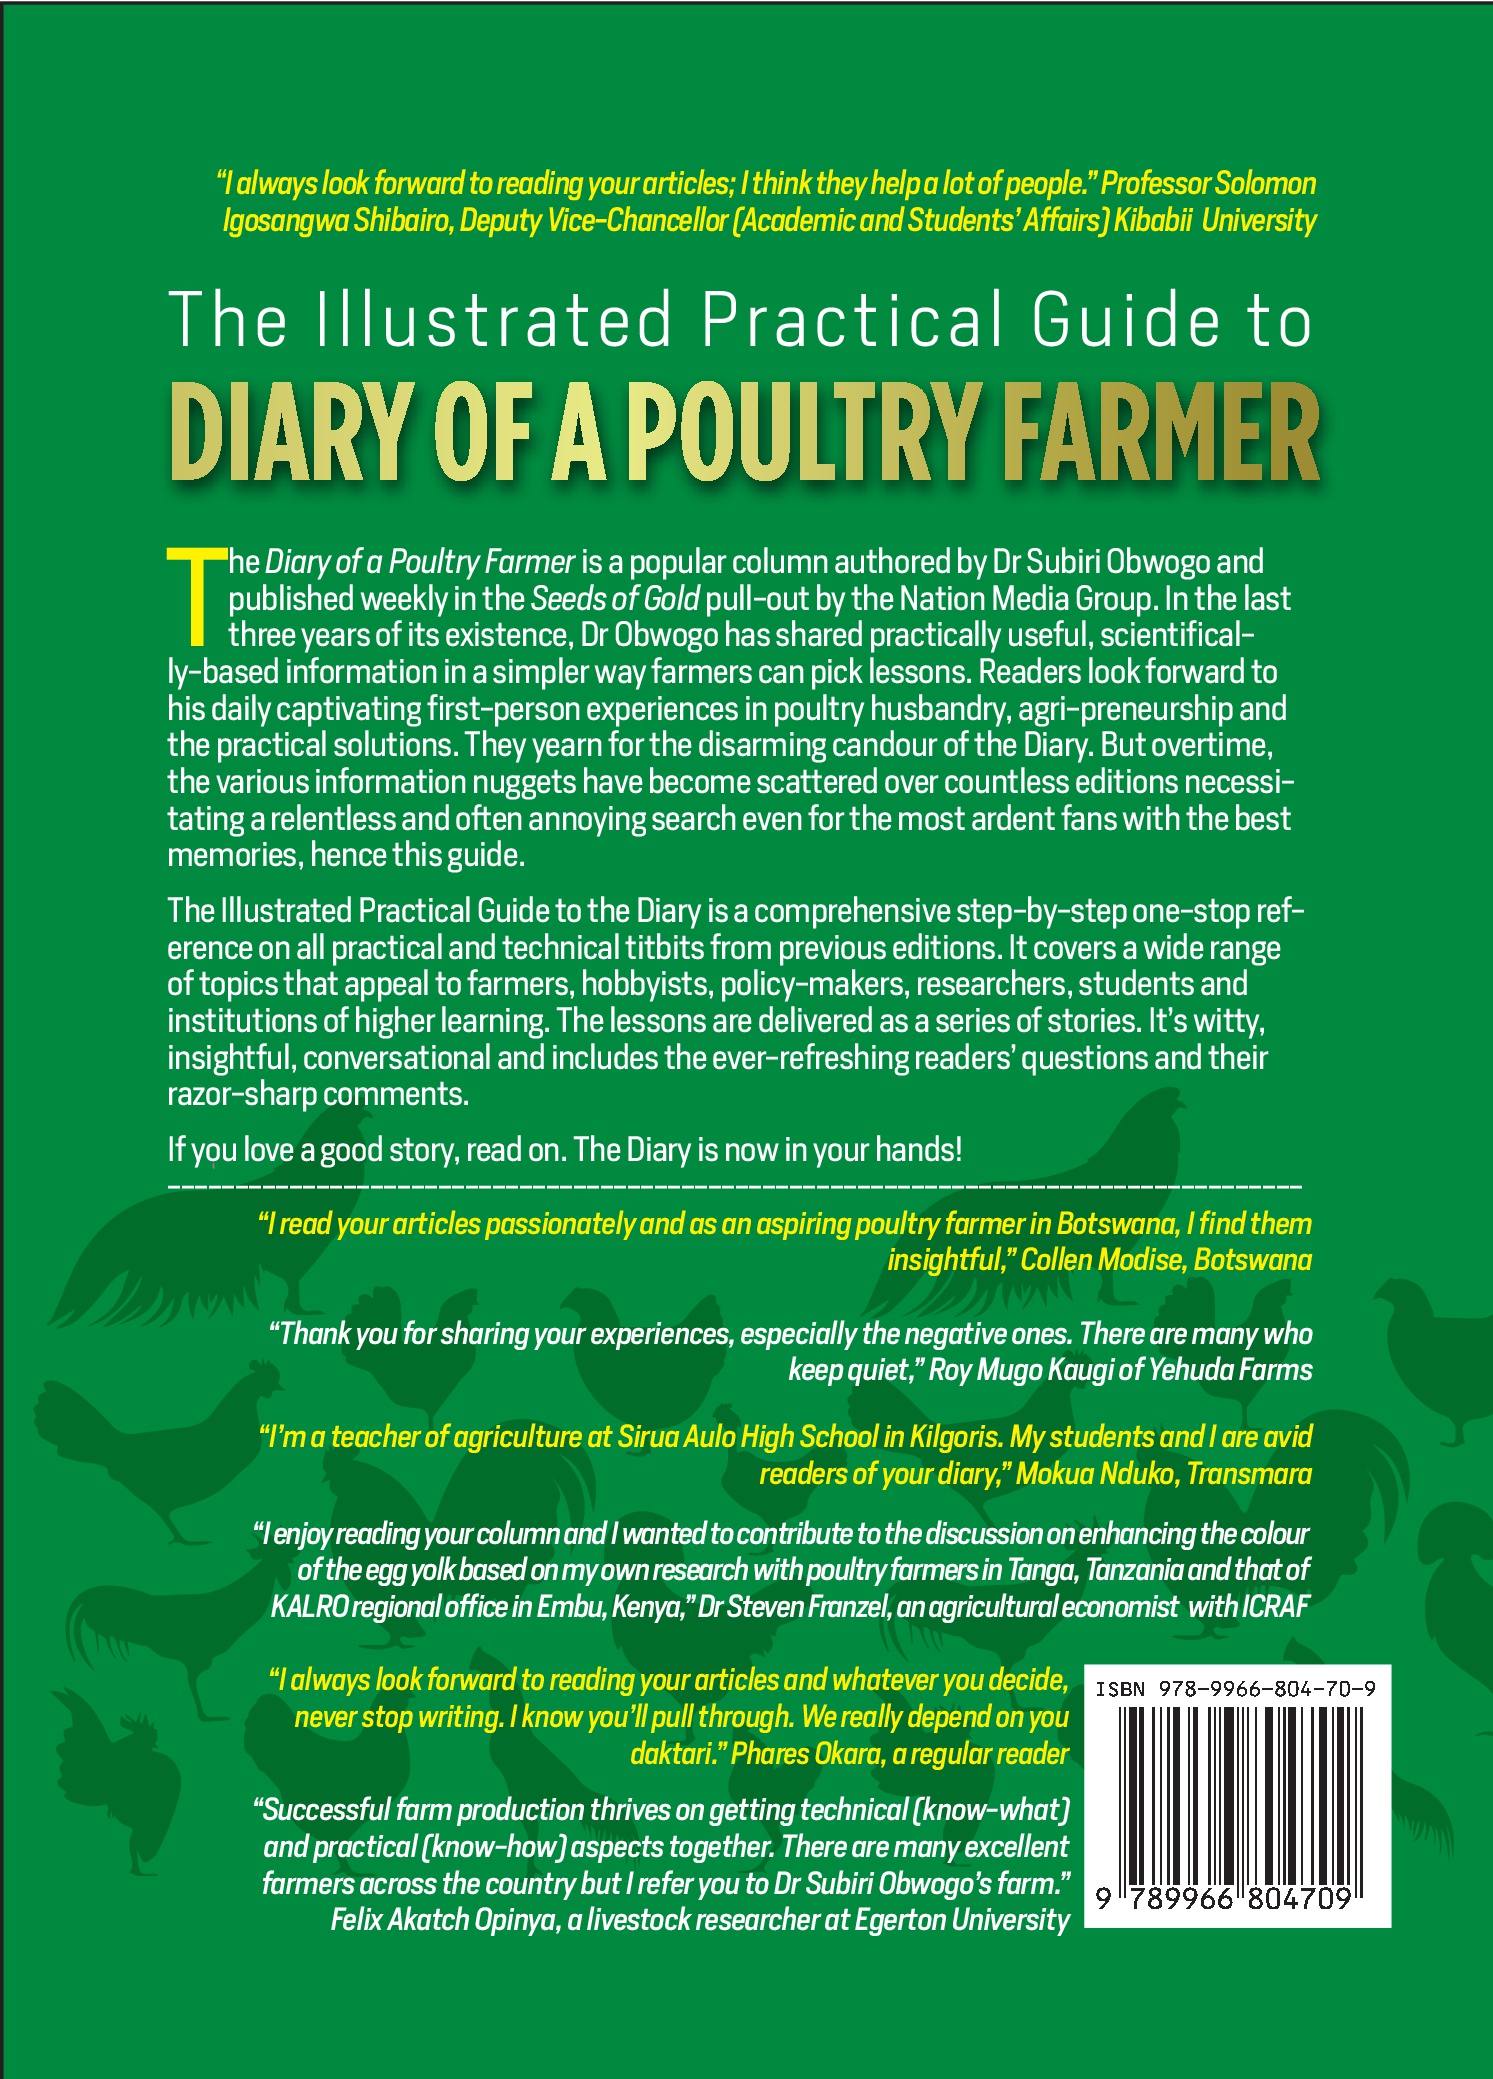 “I always look forward to reading your articles; I think they help a lot of people.” Professor Solomon
Igosangwa Shibairo, Deputy Vice-Chancellor (Academic and Students’ Affairs) Kibabii University
The Illustrated Practical Guide to
DIARY OF A POULTRY FARMER
The Diary of a Poultry Farmer is a popular column authored by Dr Subiri Obwogo and
published weekly in the Seeds of Gold pull-out by the Nation Media Group. In the last
three years of its existence, Dr Obwogo has shared practically useful, scientifical-
ly-based information in a simpler way farmers can pick lessons. Readers look forward to
his daily captivating first-person experiences in poultry husbandry, agri-preneurship and
the practical solutions. They yearn for the disarming candour of the Diary. But overtime,
the various information nuggets have become scattered over countless editions necessi-
tating a relentless and often annoying search even for the most ardent fans with the best
memories, hence this guide.
The Illustrated Practical Guide to the Diary is a comprehensive step-by-step one-stop ref-
erence on all practical and technical titbits from previous editions. It covers a wide range
of topics that appeal to farmers, hobbyists, policy-makers, researchers, students and
institutions of higher learning. The lessons are delivered as a series of stories. It’s witty,
insightful, conversational and includes the ever-refreshing readers’ questions and their
razor-sharp comments.
If you love a good story, read on. The Diary is now in your hands!
“I read your articles passionately and as an aspiring poultry farmer in Botswana, I find them
insightful,” Collen Modise, Botswana
“Thank you for sharing your experiences, especially the negative ones. There are many who
keep quiet,” Roy Mugo Kaugi of Yehuda Farms
“I’m a teacher of agriculture at Sirua Aulo High School in Kilgoris. My students and I are avid
readers of your diary,” Mokua Nduko, Transmara
“I enjoy reading your column and I wanted to contribute to the discussion on enhancing the colour
of the egg yolk based on my own research with poultry farmers in Tanga, Tanzania and that of
KALRO regional office in Embu, Kenya,” Dr Steven Franzel, an agricultural economist with ICRAF
“I always look forward to reading your articles and whatever you decide,
never stop writing. I know you’ll pull through. We really depend on you
daktari.” Phares Okara, a regular reader
“Successful farm production thrives on getting technical (know-what)
and practical (know-how) aspects together. There are many excellent
farmers across the country but I refer you to Dr Subiri Obwogo’s farm.”
Felix Akatch Opinya, a livestock researcher at Egerton University
ISBN 978-9966-804-70-9
9 789966 804709